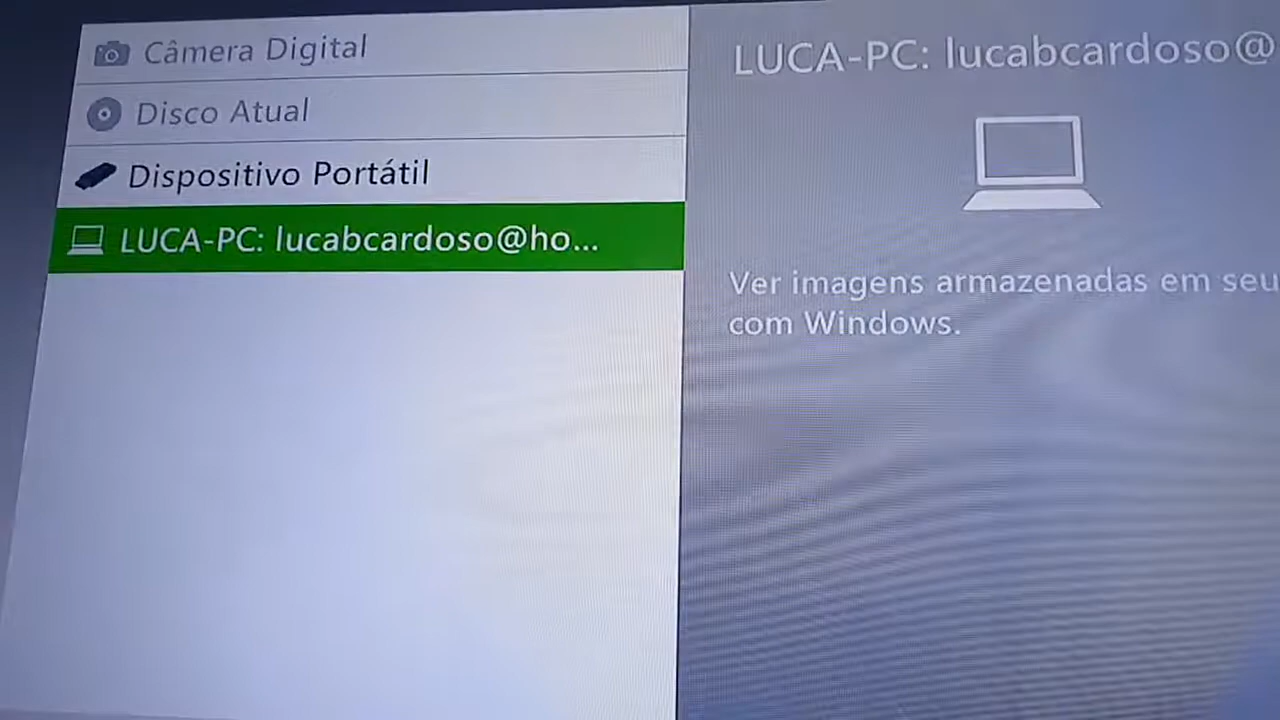 Câmera Digital
Disco Atual
Dispositivo Portátil
LUCA-PC: lucabcardoso@ho...
LUCA-PC: lucabcardoso@
Ver imagens armazenadas em seu
com Windows.